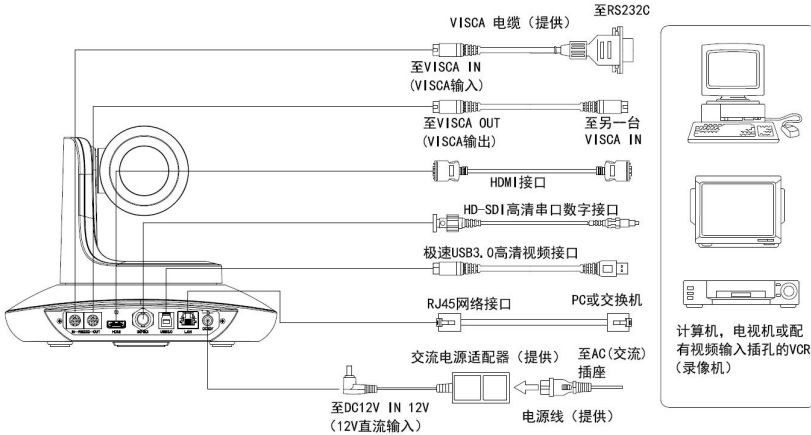 VISCA 电缆（提供）
至RS232C
至VISCA IN
(VISCA输入)
至VISCA OUT
(VISCA输出)
至另一台
VISCA IN
HDMI接口
HD-SDI高清串口数字接口
极速USB3.0高清视频接口
RJ45网络接口
PC或交换机
交流电源适配器（提供）
至AC(交流)
插座
至DC12V IN 12V
（12V直流输入）
电源线（提供）
计算机，电视机或配
有视频输入插孔的VCR
（录像机）
IN-RS232-OUT
HDMI
USB3.0
LAN